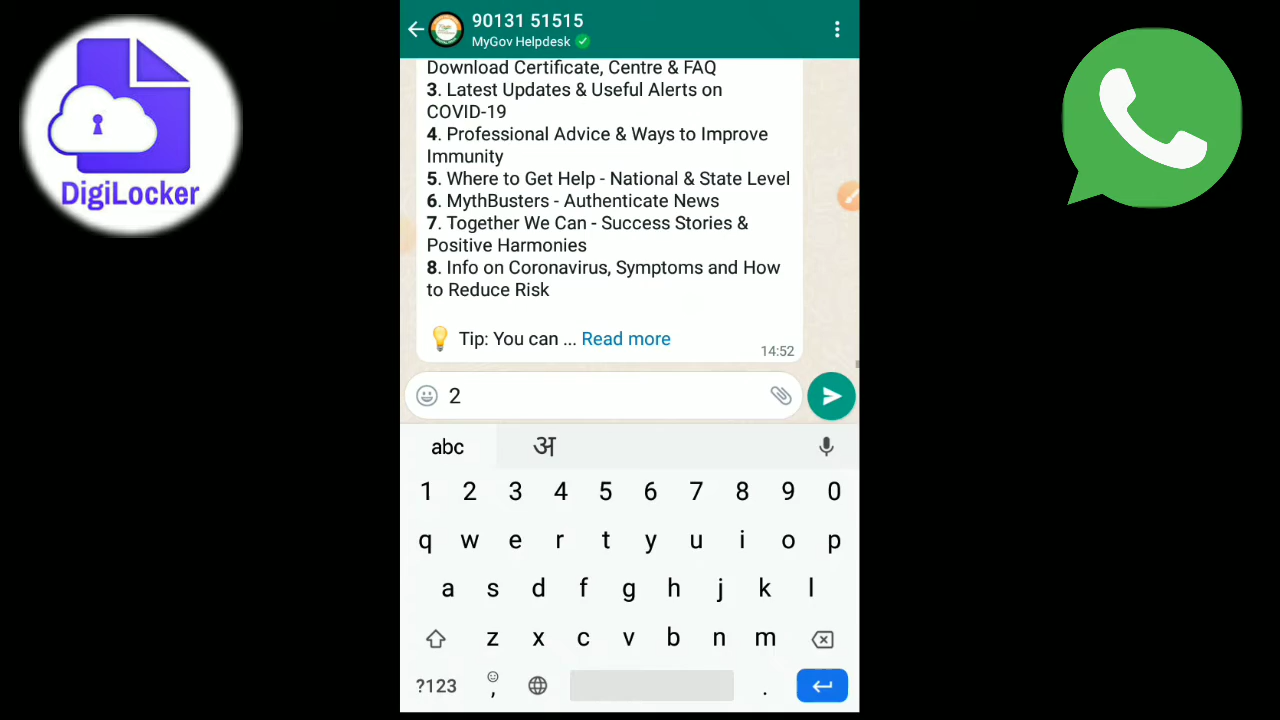 90131 51515
MyGov Helpdesk
Download Certificate, Centre & FAQ
3. Latest Updates & Useful Alerts on
COVID-19
4. Professional Advice & Ways to Improve
Immunity
5. Where to Get Help - National & State Level
6. MythBusters - Authenticate News
7. Together We Can - Success Stories &
Positive Harmonies
8. Info on Coronavirus, Symptoms and How
to Reduce Risk
Tip: You can ... Read more
14:52
2
abc अ
1 2 3 4 5 6 7 8 9 0
q w e r t y u i o p
a s d f g h j k l
z x c v b n m
?123 , .
DigiLocker